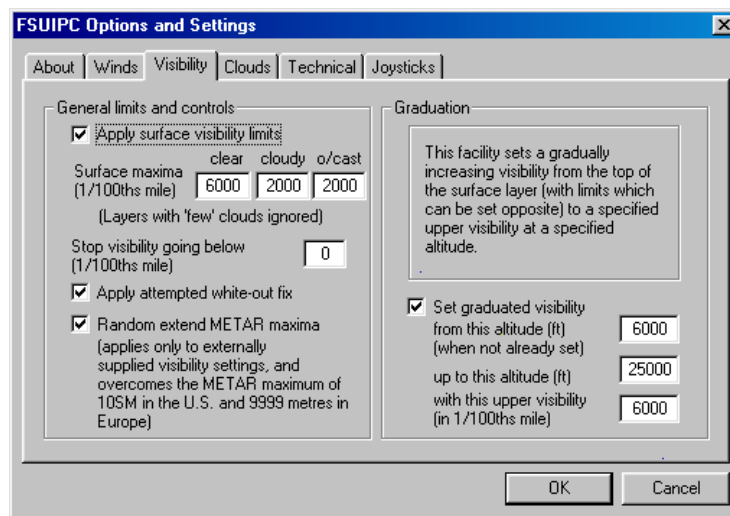 FSUIPC Options and Settings
About
Winds
Visibility
Clouds
Technical
Joysticks
General limits and controls
Apply surface visibility limits
clear cloudy o/cast
Surface maxima
(1/100ths mile)
6000 2000 2000
(Layers with 'few' clouds ignored)
Stop visibility going below
(1/100ths mile)
0
Apply attempted white-out fix
Random extend METAR maxima
(applies only to externally
supplied visibility settings, and
overcomes the METAR maximum of
10SM in the U.S. and 9999 metres in
Europe)
Graduation
This facility sets a gradually
increasing visibility from the top of
the surface layer (with limits which
can be set opposite) to a specified
upper visibility at a specified
altitude.
Set graduated visibility
from this altitude (ft)
(when not already set)
6000
up to this altitude (ft)
25000
with this upper visibility
(in 1/100ths mile)
6000
OK
Cancel